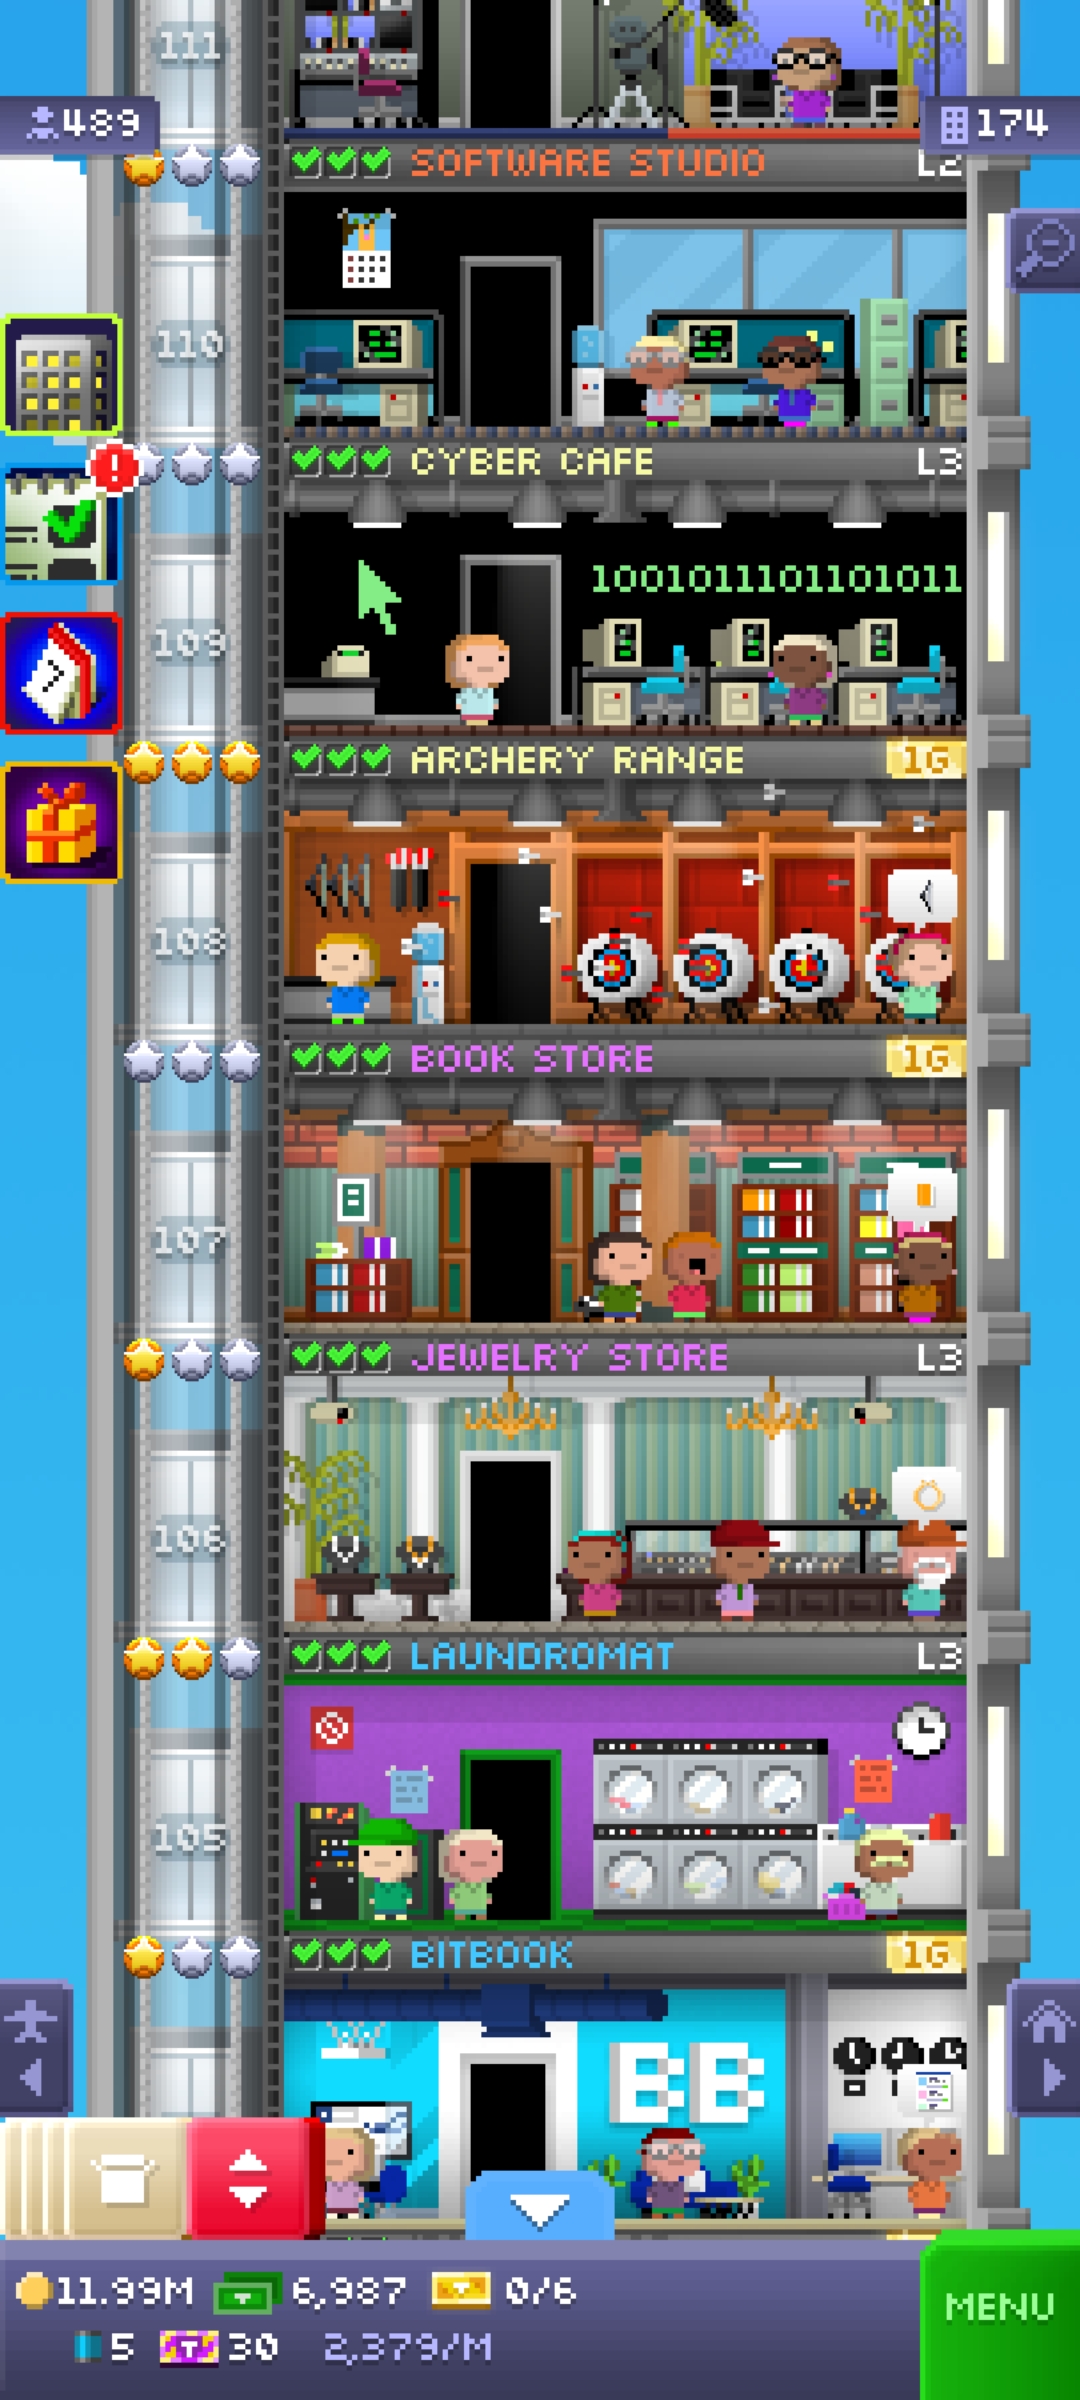 111
489
174
SOFTWARE STUDIO L2
110
CYBER CAFE L3
1001011101101011
109
ARCHERY RANGE 1G
108
BOOK STORE 1G
107
JEWELRY STORE L3
106
LAUNDROMAT L3
105
BITBOOK 1G
BB
11.99M 6,987 0/6
5 30 2,379/M
MENU